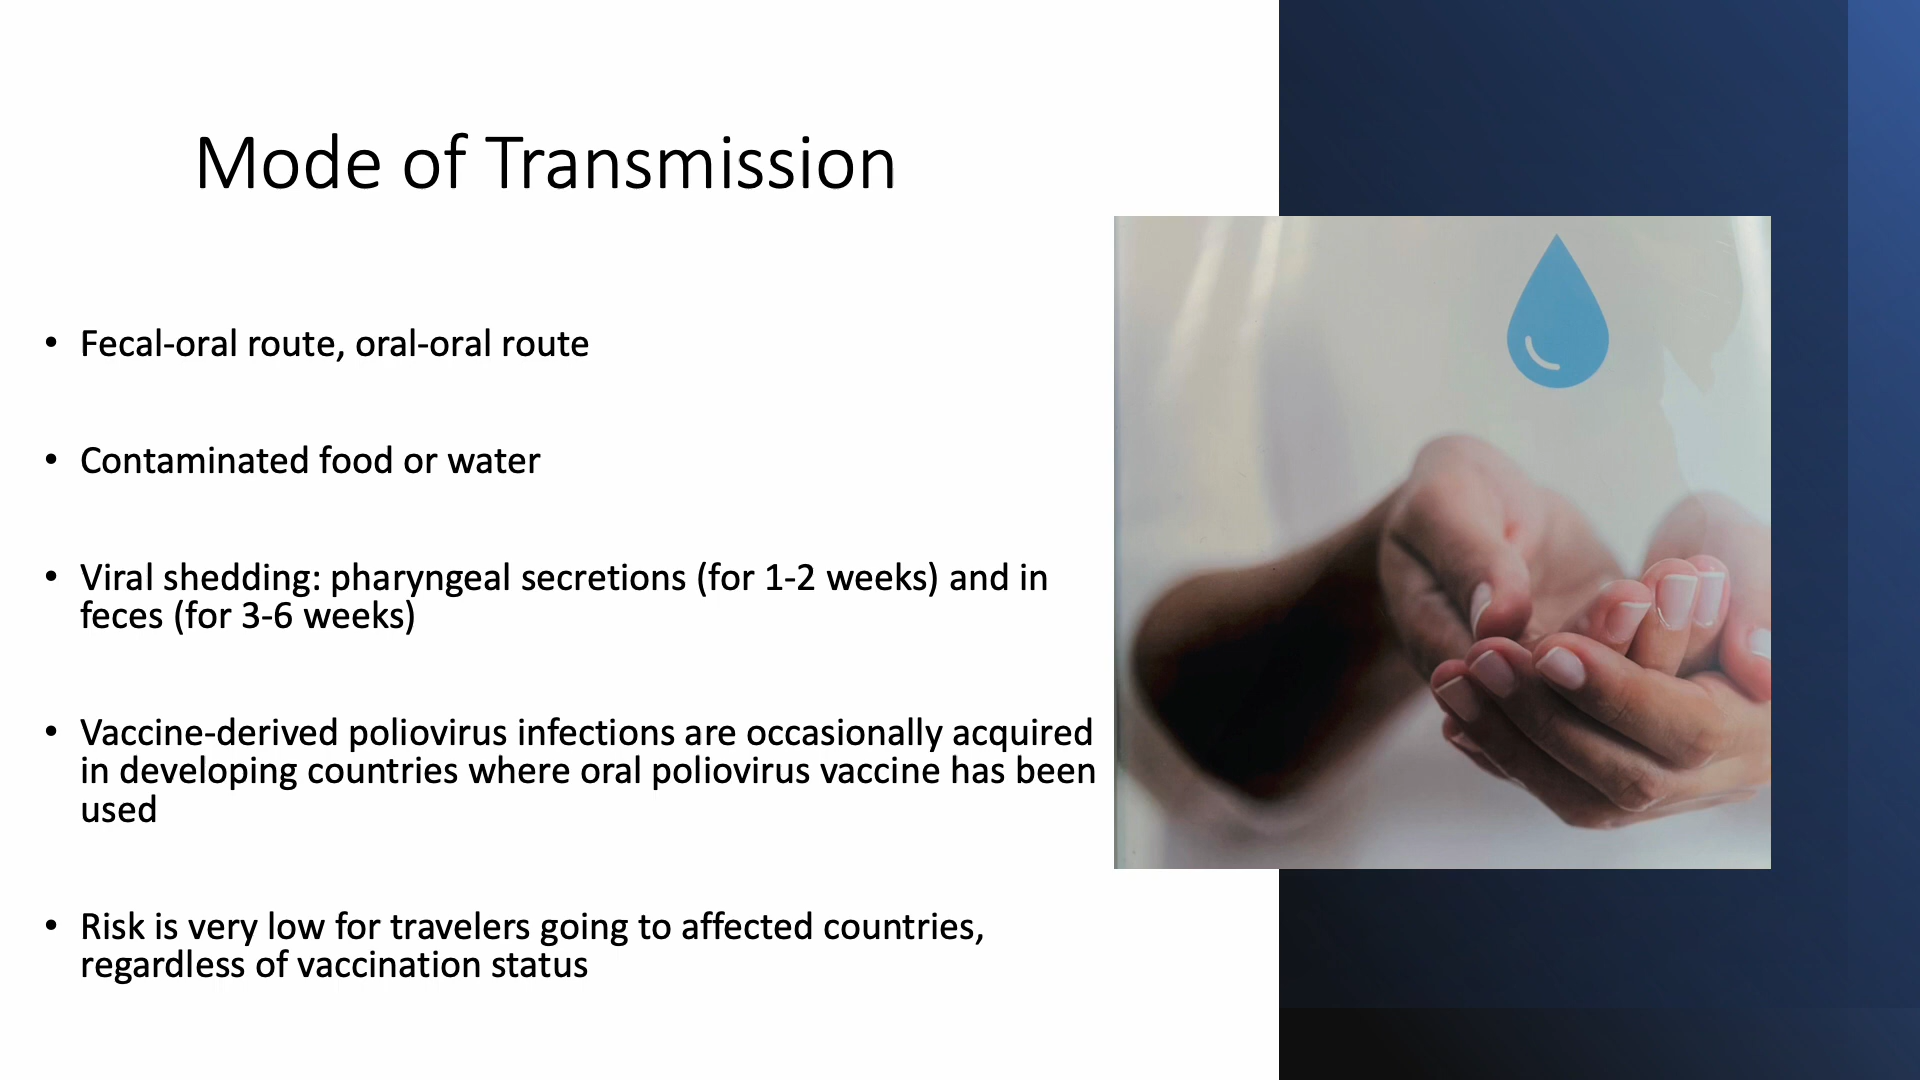 Mode of Transmission
• Fecal-oral route, oral-oral route
• Contaminated food or water
• Viral shedding: pharyngeal secretions (for 1-2 weeks) and in
feces (for 3-6 weeks)
• Vaccine-derived poliovirus infections are occasionally acquired
in developing countries where oral poliovirus vaccine has been
used
• Risk is very low for travelers going to affected countries,
regardless of vaccination status